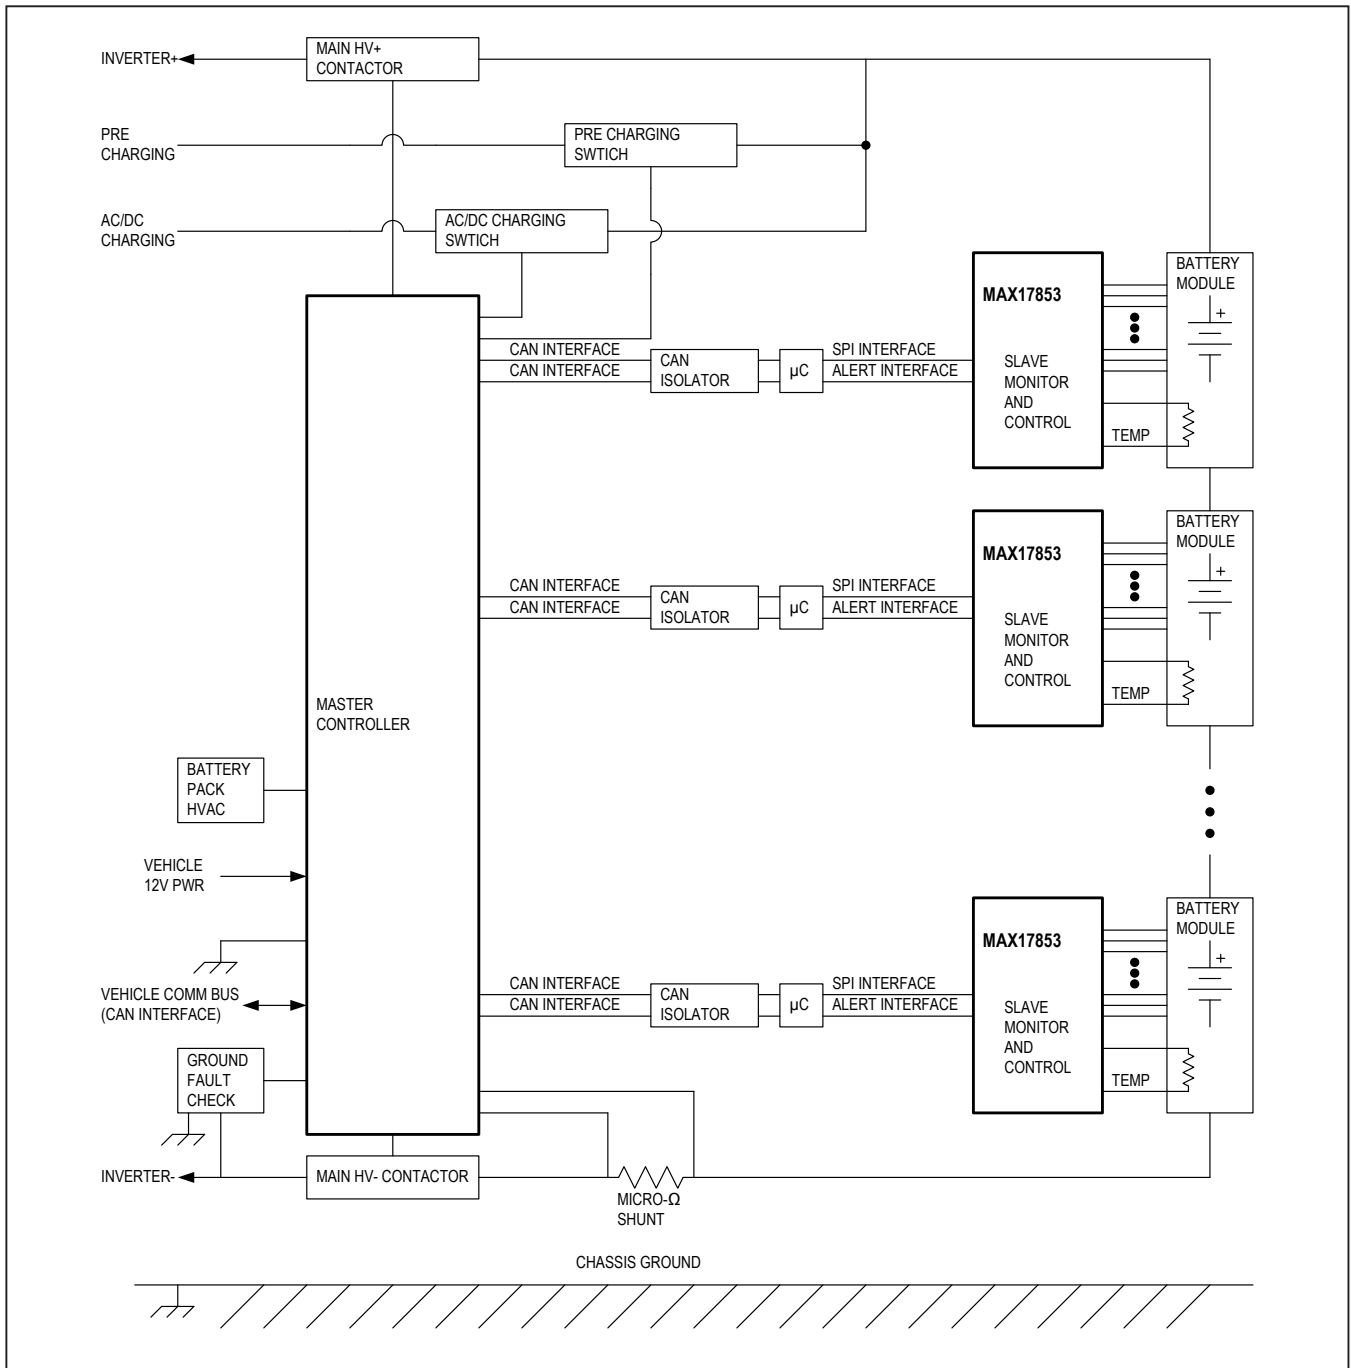 MAIN HV+
CONTACTOR
INVERTER+
PRE
CHARGING
PRE CHARGING
SWTICH
AC/DC
CHARGING
AC/DC CHARGING
SWTICH
MAX17853
SLAVE
MONITOR
AND
CONTROL
BATTERY
MODULE
+
TEMP
CAN INTERFACE
CAN INTERFACE
CAN
ISOLATOR
µC
SPI INTERFACE
ALERT INTERFACE
MAX17853
SLAVE
MONITOR
AND
CONTROL
BATTERY
MODULE
+
TEMP
CAN INTERFACE
CAN INTERFACE
CAN
ISOLATOR
µC
SPI INTERFACE
ALERT INTERFACE
MASTER
CONTROLLER
BATTERY
PACK
HVAC
VEHICLE
12V PWR
VEHICLE COMM BUS
(CAN INTERFACE)
CAN INTERFACE
CAN INTERFACE
CAN
ISOLATOR
µC
SPI INTERFACE
ALERT INTERFACE
MAX17853
SLAVE
MONITOR
AND
CONTROL
BATTERY
MODULE
+
TEMP
GROUND
FAULT
CHECK
INVERTER-
MAIN HV- CONTACTOR
MICRO-Ω
SHUNT
CHASSIS GROUND